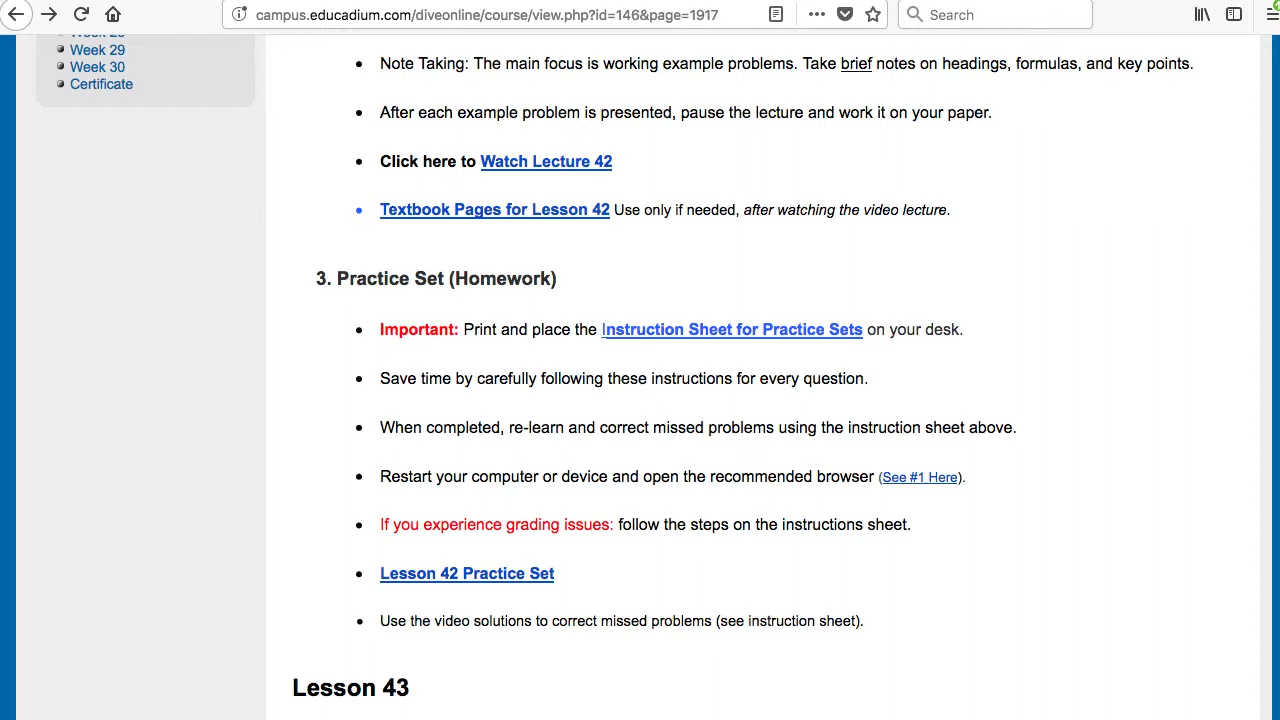 campus.educadium.com/diveonline/course/view.php?id=146&page=1917
Search
Week 29
Week 30
Certificate
Note Taking: The main focus is working example problems. Take brief notes on headings, formulas, and key points.
After each example problem is presented, pause the lecture and work it on your paper.
Click here to Watch Lecture 42
Textbook Pages for Lesson 42 Use only if needed, after watching the video lecture.
3. Practice Set (Homework)
Important: Print and place the Instruction Sheet for Practice Sets on your desk.
Save time by carefully following these instructions for every question.
When completed, re-learn and correct missed problems using the instruction sheet above.
Restart your computer or device and open the recommended browser (See #1 Here).
If you experience grading issues: follow the steps on the instructions sheet.
Lesson 42 Practice Set
Use the video solutions to correct missed problems (see instruction sheet).
Lesson 43